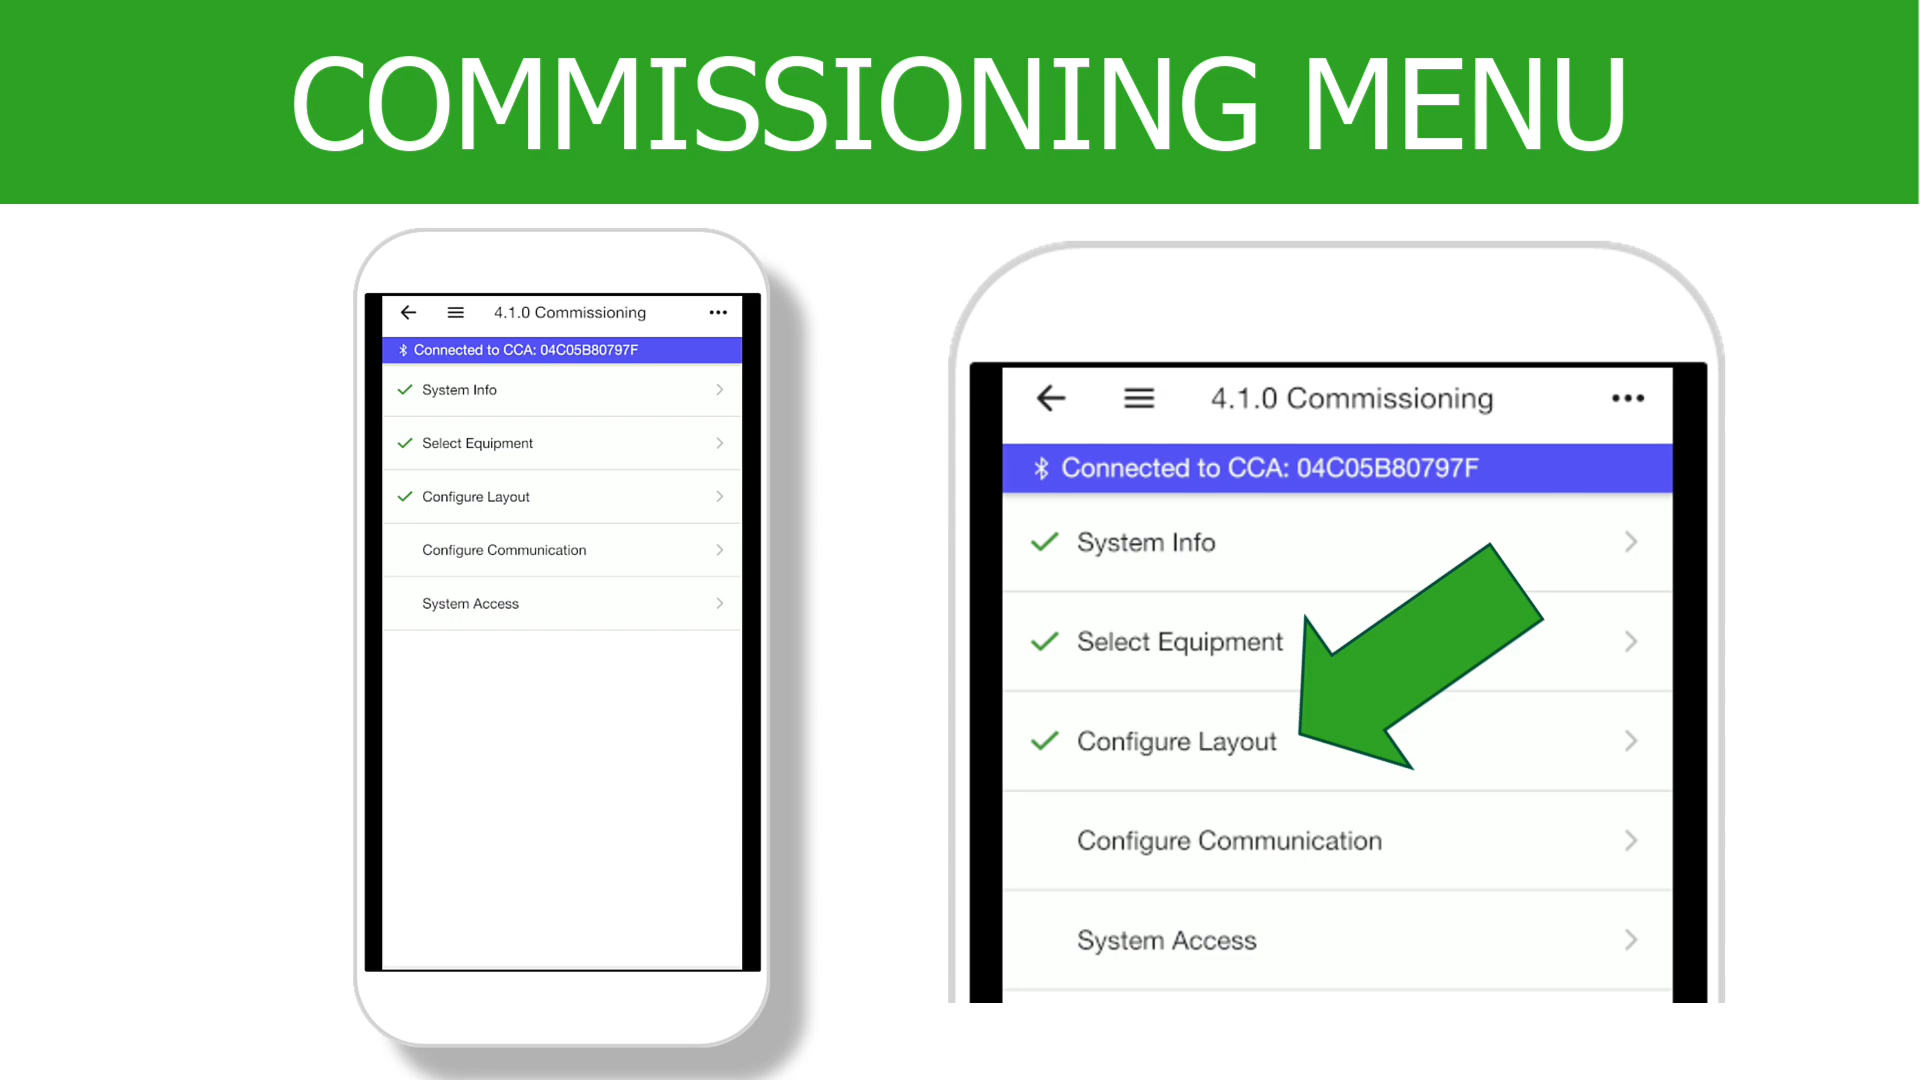 COMMISSIONING MENU
4.1.0 Commissioning
Connected to CCA: 04C05B80797F
System Info
Select Equipment
Configure Layout
Configure Communication
System Access
4.1.0 Commissioning
Connected to CCA: 04C05B80797F
System Info
Select Equipment
Configure Layout
Configure Communication
System Access